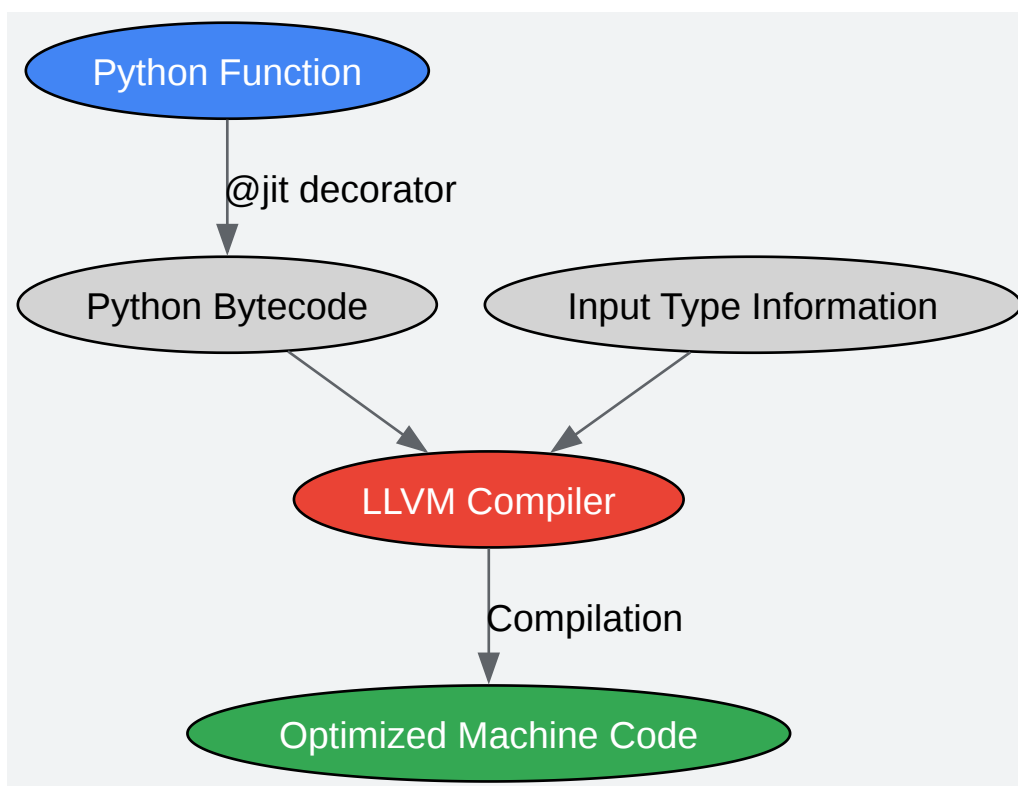 Python Function
@jit decorator
Python Bytecode
Input Type Information
LLVM Compiler
Compilation
Optimized Machine Code